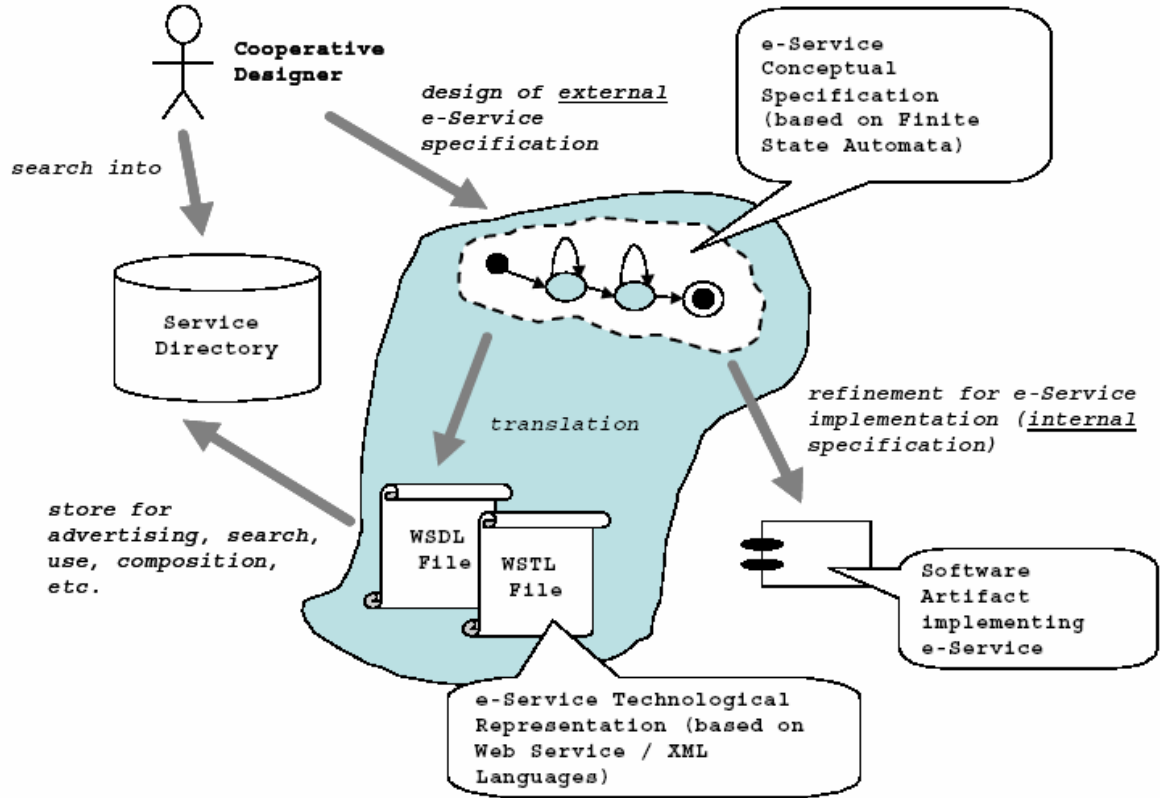 Cooperative
Designer
design of external
e-Service
specification
e-Service
Conceptual
Specification
(based on Finite
State Automata)
search into
Service
Directory
translation
refinement for e-Service
implementation (internal
specification)
store for
advertising, search,
use, composition,
etc.
WSDL
File
WSTL
File
Software
Artifact
implementing
e-Service
e-Service Technological
Representation (based on
Web Service / XML
Languages)